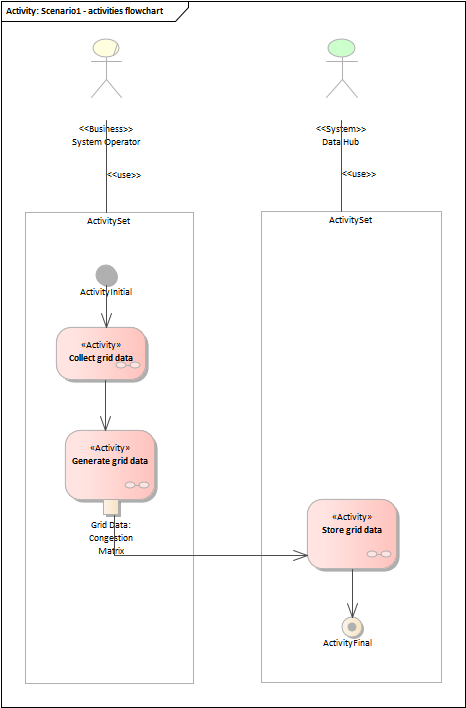 Activity: Scenario1 - activities flowchart
<<Business>>
System Operator
<<use>>
<<System>>
Data Hub
<<use>>
ActivitySet
ActivityInitial
«Activity»
Collect grid data
«Activity»
Generate grid data
Grid Data:
Congestion
Matrix
ActivitySet
«Activity»
Store grid data
ActivityFinal